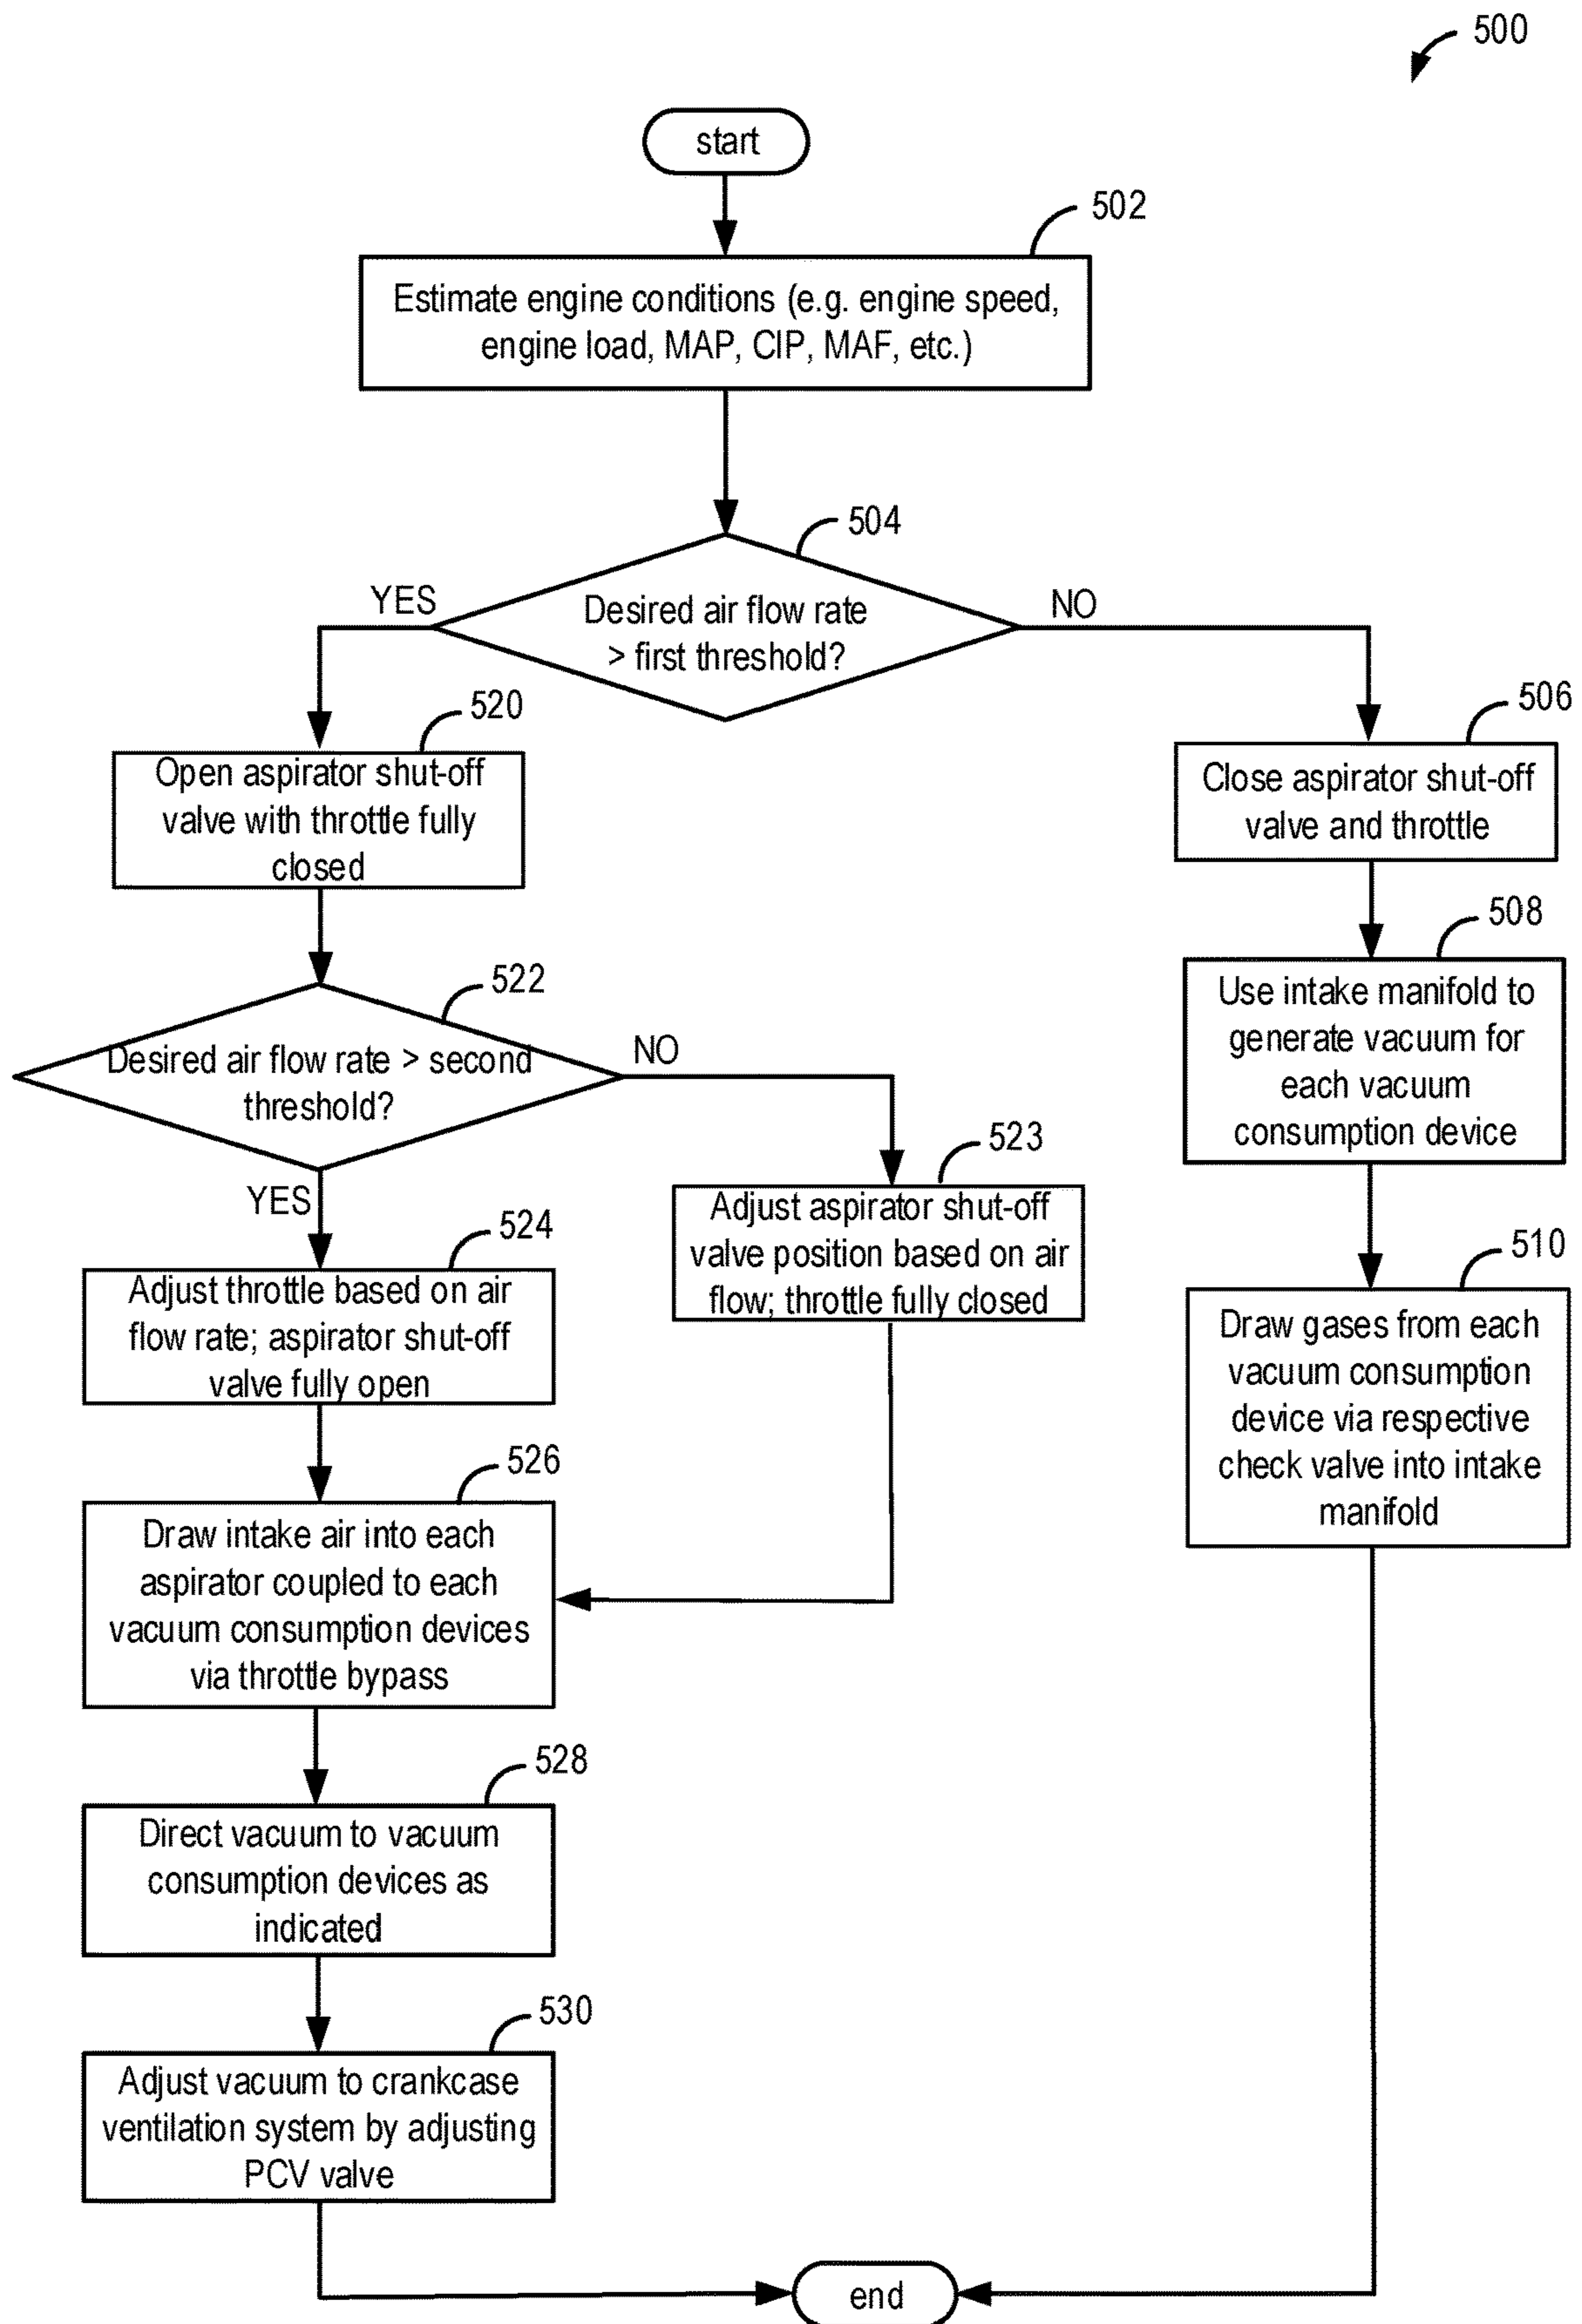 500
start
502
Estimate engine conditions (e.g. engine speed,
engine load, MAP, CIP, MAF, etc.)
504
YES
Desired air flow rate
> first threshold?
NO
520
Open aspirator shut-off
valve with throttle fully
closed
506
Close aspirator shut-off
valve and throttle
508
Use intake manifold to
generate vacuum for
each vacuum
consumption device
522
Desired air flow rate > second
threshold?
NO
YES
523
Adjust aspirator shut-off
valve position based on air
flow; throttle fully closed
524
Adjust throttle based on air
flow rate; aspirator shut-off
valve fully open
510
Draw gases from each
vacuum consumption
device via respective
check valve into intake
manifold
526
Draw intake air into each
aspirator coupled to each
vacuum consumption devices
via throttle bypass
528
Direct vacuum to vacuum
consumption devices as
indicated
530
Adjust vacuum to crankcase
ventilation system by adjusting
PCV valve
end